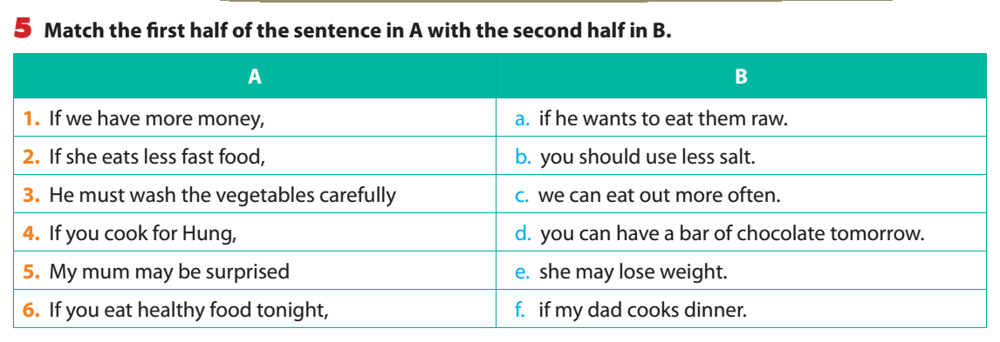 5 Match the first half of the sentence in A with the second half in B.
A B
1. If we have more money, a. if he wants to eat them raw.
2. If she eats less fast food, b. you should use less salt.
3. He must wash the vegetables carefully c. we can eat out more often.
4. If you cook for Hung, d. you can have a bar of chocolate tomorrow.
5. My mum may be surprised e. she may lose weight.
6. If you eat healthy food tonight, f. if my dad cooks dinner.